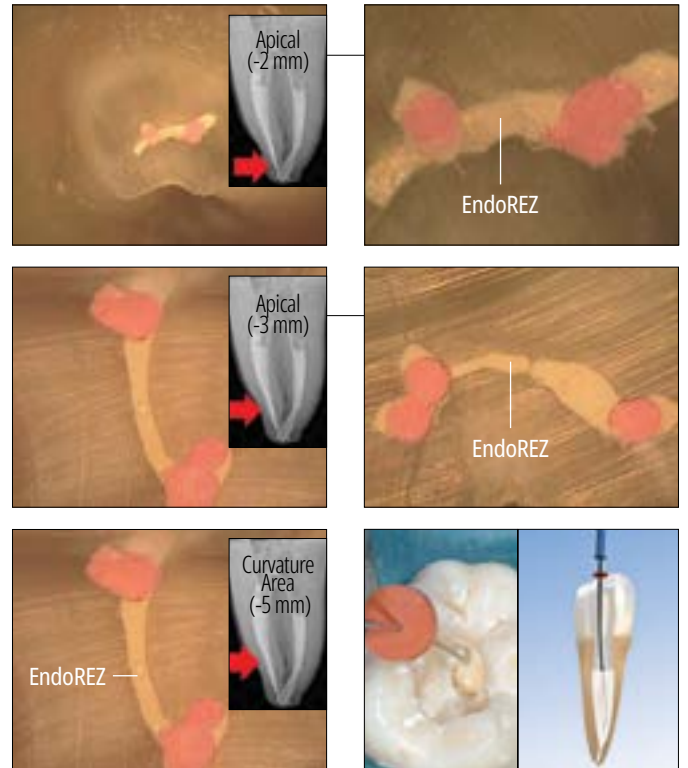 Apical
(-2 mm)
EndoREZ
Apical
(-3 mm)
EndoREZ
Curvature
Area
(-5 mm)
EndoREZ